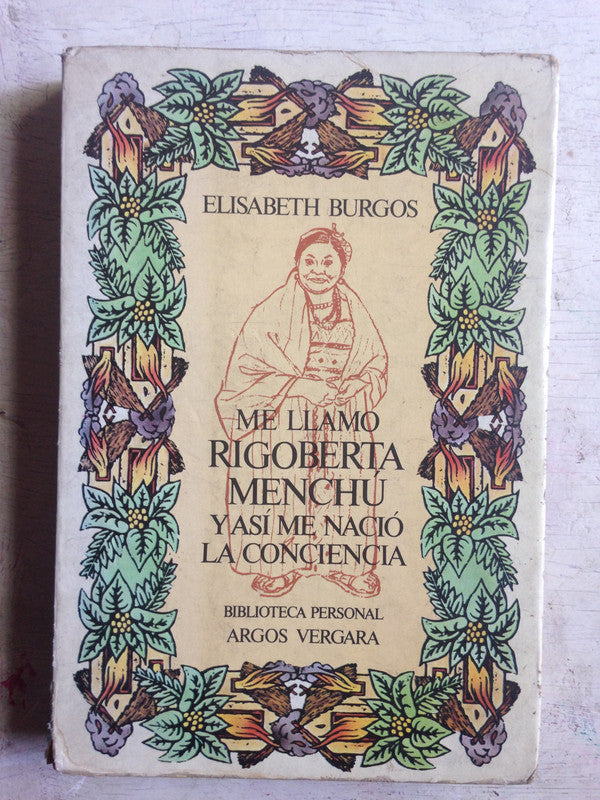 ELISABETH BURGOS
ME LLAMO
RIGOBERTA
MENCHU
Y ASÍ ME NACIÓ
LA CONCIENCIA
BIBLIOTECA PERSONAL
ARGOS VERGARA